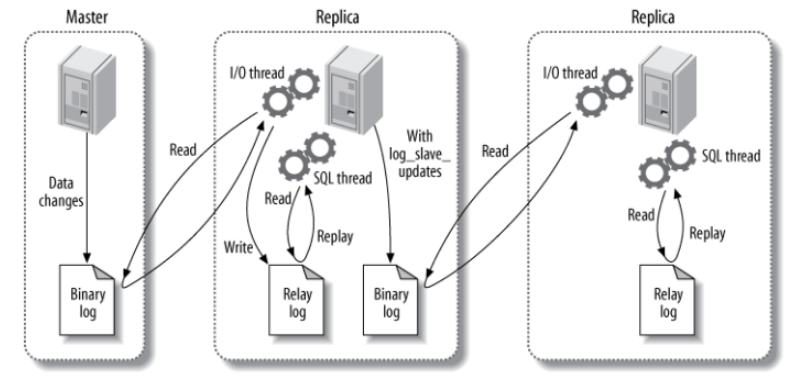 Master
Data
changes
Binary
log
Read
Replica
I/O thread
SQL thread
Read
Write
Replay
Relay
log
With
log_slave_
updates
Binary
log
Read
Replica
I/O thread
SQL thread
Read
Replay
Relay
log